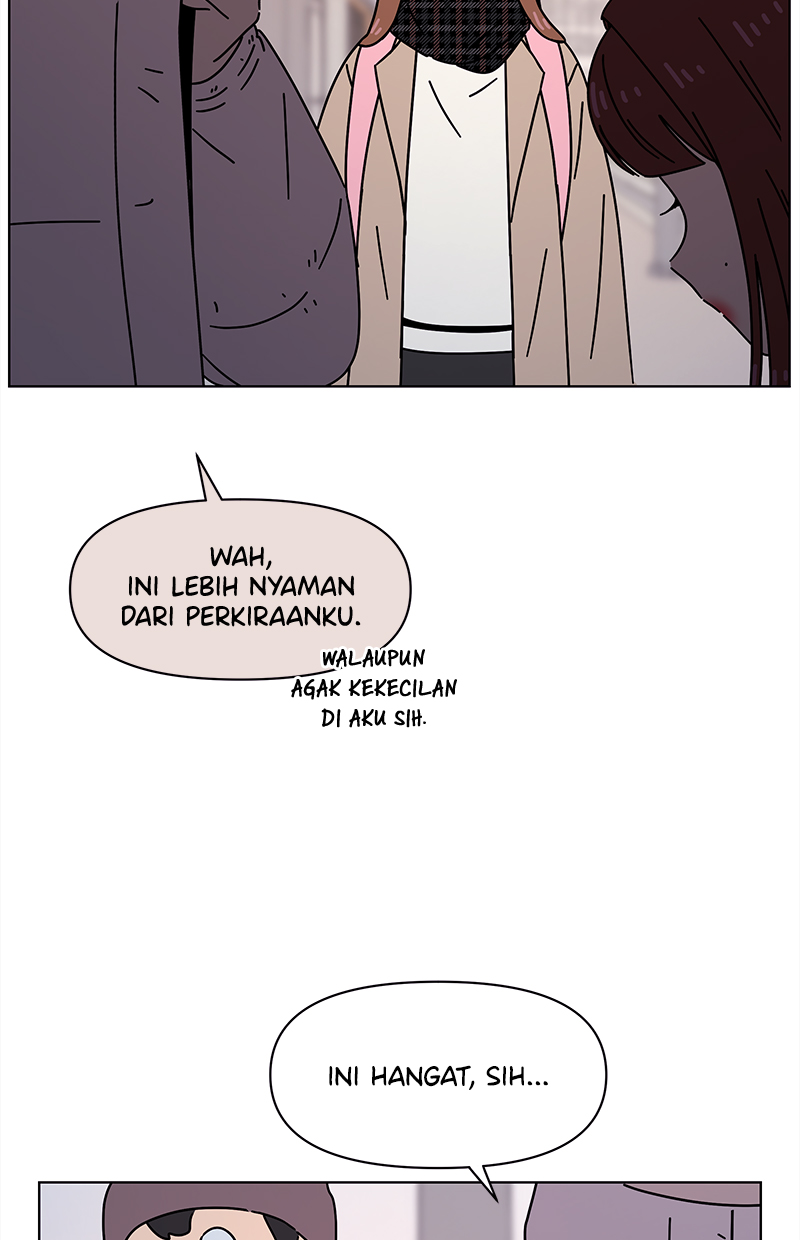 WAH,
INI LEBIH NYAMAN
DARI PERKIRAANKU.
WALAUPUN
AGAK KEKECILAN
DI AKU SIH.
INI HANGAT, SIH...